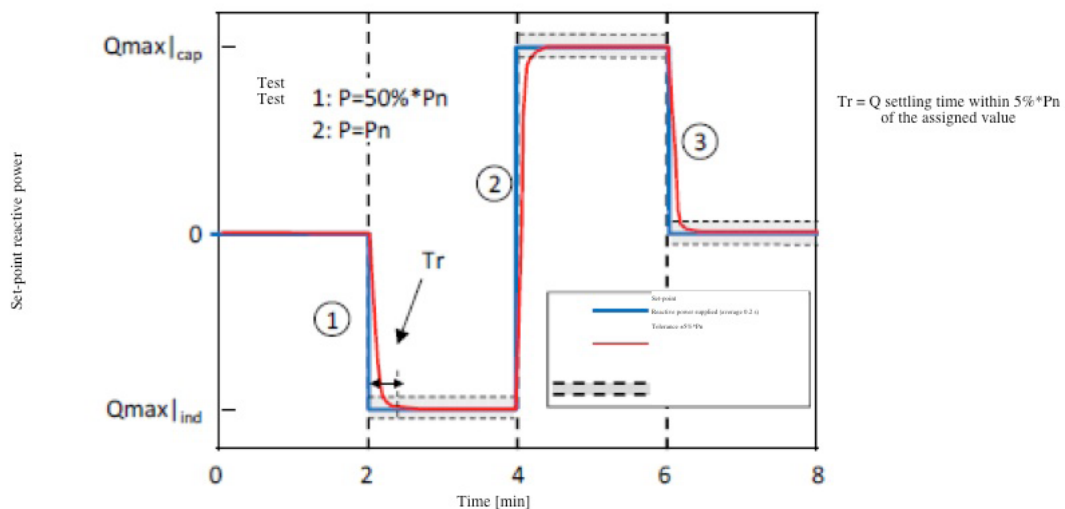 Qmax|cap
Test
Test
1: P=50%*Pn
2: P=Pn
Tr = Q settling time within 5%*Pn
of the assigned value
3
2
Set-point reactive power
0
Tr
1
Set-point
Reactive power supplied (average 0.2 s)
Tolerance ±5%*Pn
Qmax|ind
0
2
4
6
8
Time [min]